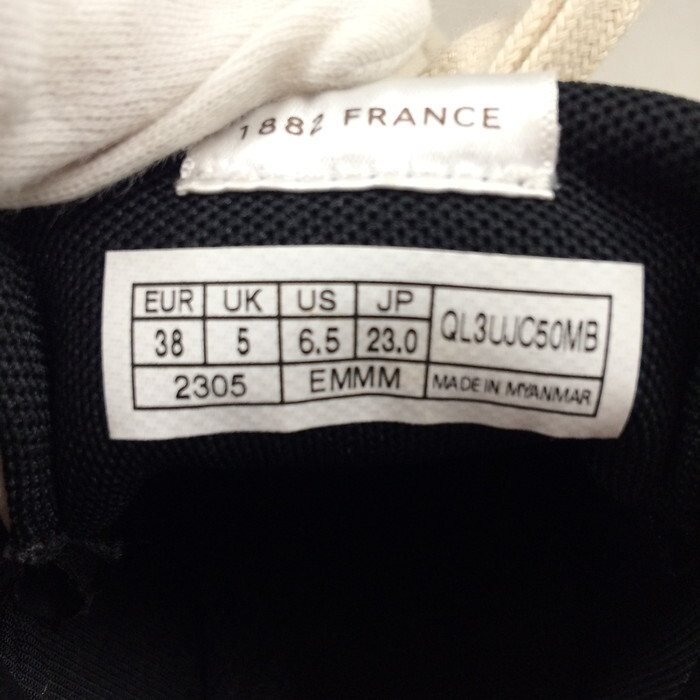 1882 FRANCE
EUR UK US JP QL3UJC50MB
38 5 6.5 23.0
2305 EMMM MADE IN MYANMAR